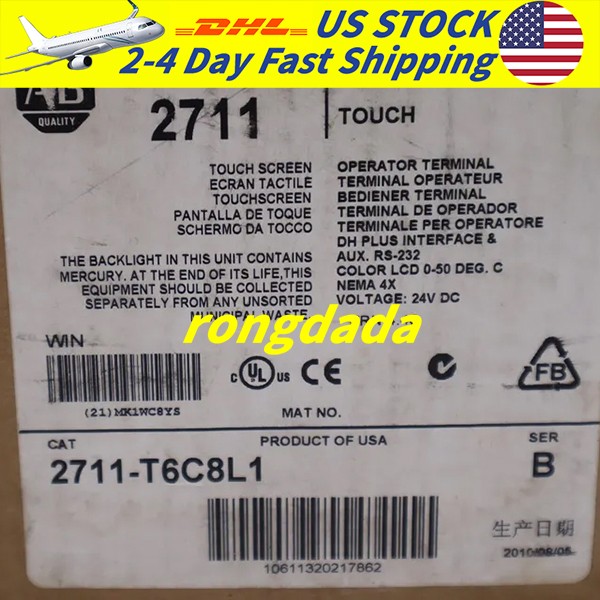 DHL
US STOCK
2-4 Day Fast Shipping
AB
QUALITY
2711
TOUCH
TOUCH SCREEN
ECRAN TACTILE
TOUCHSCREEN
PANTALLA DE TOQUE
SCHERMO DA TOCCO
OPERATOR TERMINAL
TERMINAL OPERATEUR
BEDIENER TERMINAL
TERMINAL DE OPERADOR
TERMINALE PER OPERATORE
DH PLUS INTERFACE &
AUX. RS-232
COLOR LCD 0-50 DEG. C
NEMA 4X
VOLTAGE: 24V DC
THE BACKLIGHT IN THIS UNIT CONTAINS
MERCURY. AT THE END OF ITS LIFE,THIS
EQUIPMENT SHOULD BE COLLECTED
SEPARATELY FROM ANY UNSORTED
MUNICIPAL WASTE
rongdada
WIN
(21)MK1WC8YS
C UL US CE
FB
MAT NO.
CAT
PRODUCT OF USA
SER
2711-T6C8L1
B
生产日期
2010/08/05
10611320217862